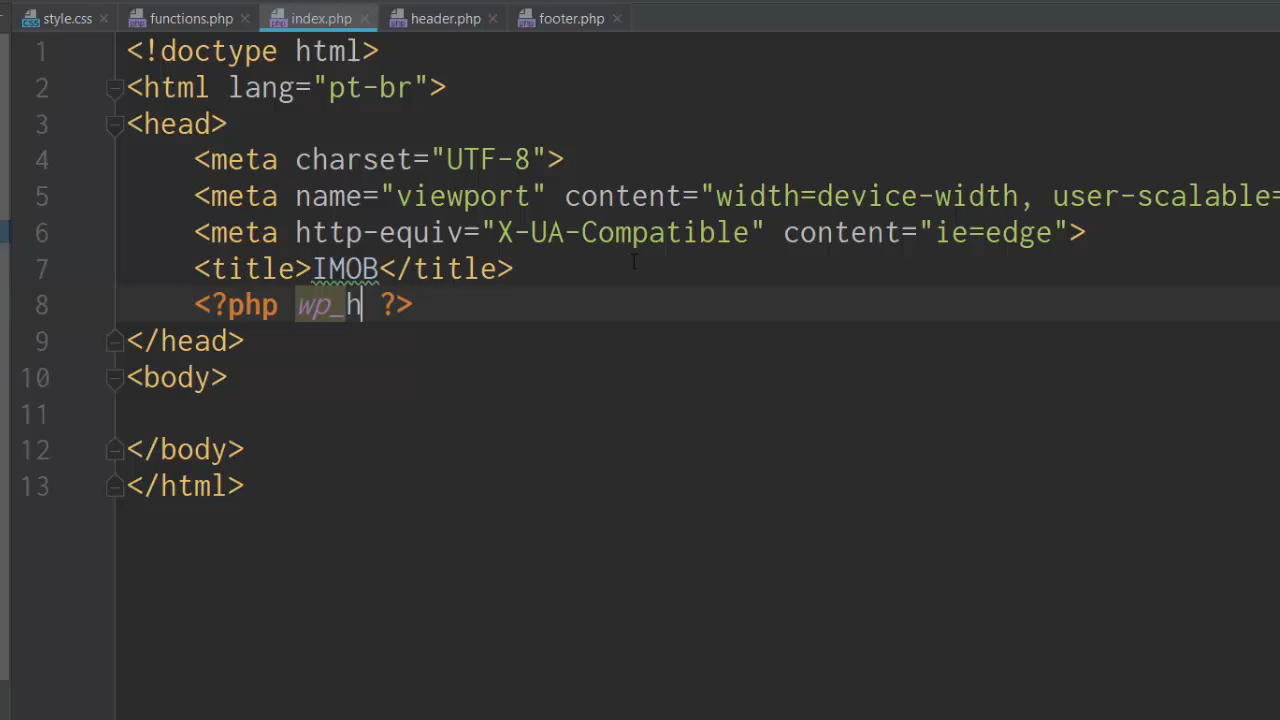 style.css functions.php index.php header.php footer.php
1 <!doctype html>
2 <html lang="pt-br">
3 <head>
4 <meta charset="UTF-8">
5 <meta name="viewport" content="width=device-width, user-scalable=
6 <meta http-equiv="X-UA-Compatible" content="ie=edge">
7 <title>IMOB</title>
8 <?php wp_h ?>
9 </head>
10 <body>
11
12 </body>
13 </html>